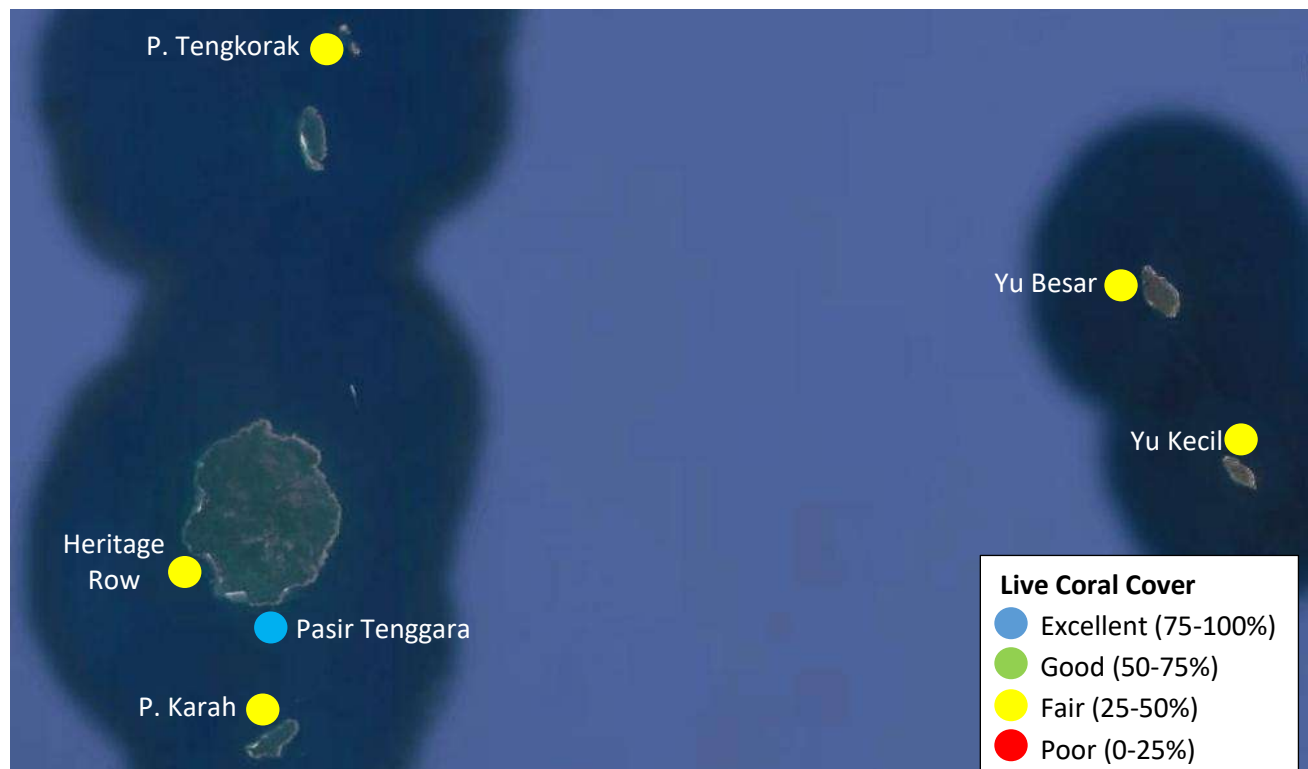 P. Tengkorak
Yu Besar
Yu Kecil
Heritage
Row
Pasir Tenggara
P. Karah
Live Coral Cover
Excellent (75-100%)
Good (50-75%)
Fair (25-50%)
Poor (0-25%)